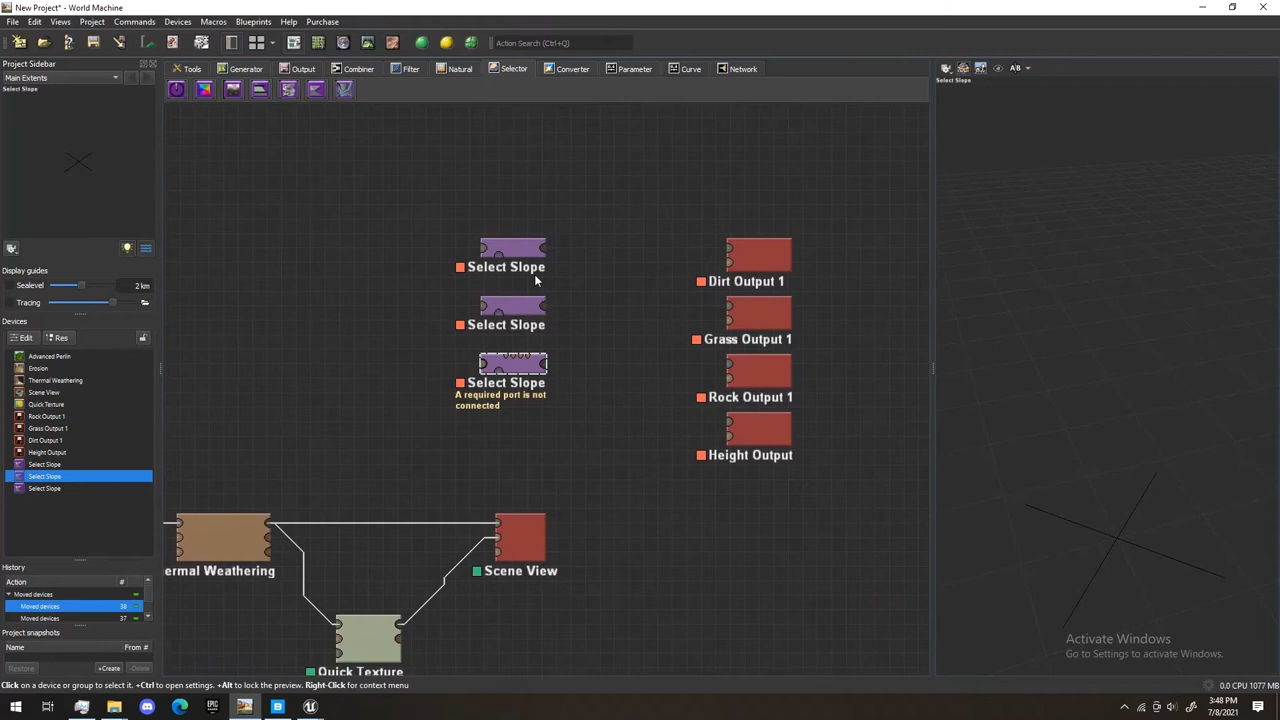 New Project* - World Machine
File Edit Views Project Commands Devices Macros Blueprints Help Purchase
Action Search (Ctrl+Q)
Project Sidebar
Main Extents
Select Slope
Tools Generator Output Combiner Filter Natural Selector Converter Parameter Curve Network
A/B
Select Slope
Display guides
Sealevel 2 km
Tracing
Devices
Edit Res
Advanced Perlin
Erosion
Thermal Weathering
Scene View
Quick Texture
Rock Output 1
Grass Output 1
Dirt Output 1
Height Output
Select Slope
Select Slope
Select Slope
History
Action #
Moved devices
Moved devices 38
Moved devices 37
Project snapshots
Name From #
Restore +Create -Delete
Select Slope
Select Slope
Select Slope
A required port is not
connected
Dirt Output 1
Grass Output 1
Rock Output 1
Height Output
ermal Weathering
Scene View
Quick Texture
Activate Windows
Go to Settings to activate Windows.
Click on a device or group to select it. +Ctrl to open settings. +Alt to lock the preview. Right-Click for context menu
0.0 CPU 1077 MB
EPIC
3:48 PM
7/8/2021